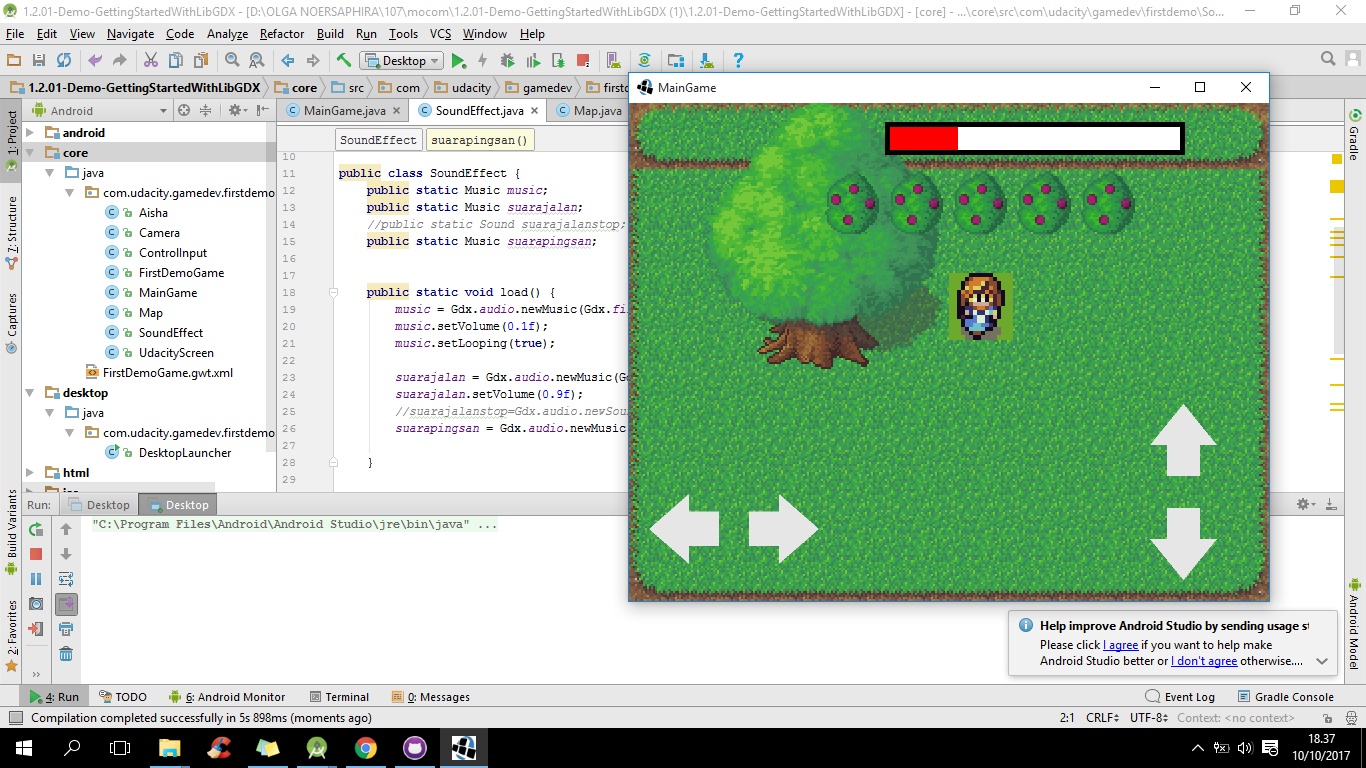 1.2.01-Demo-GettingStartedWithLibGDX - [D:\OLGA NOERSAPHIRA\107\mocon\1.2.01-Demo-GettingStartedWithLibGDX (1)\1.2.01-Demo-GettingStartedWithLibGDX] - [core] - ...\core\src\com\udacity\gamedev\firstdemo\So...
File Edit View Navigate Code Analyze Refactor Build Run Tools VCS Window Help
Desktop
1.2.01-Demo-GettingStartedWithLibGDX core src com udacity gamedev firstd
MainGame
Android
MainGame.java SoundEffect.java Map.java
SoundEffect suarapingsan()
android
core
java
com.udacity.gamedev.firstdemo
Aisha
Camera
ControlInput
FirstDemoGame
MainGame
Map
SoundEffect
UdacityScreen
FirstDemoGame.gwt.xml
desktop
java
com.udacity.gamedev.firstdemo
DesktopLauncher
html
10
11 public class SoundEffect {
12 public static Music music;
13 public static Music suarajalan;
14 //public static Sound suarajalanstop;
15 public static Music suarapingsan;
16
17
18 public static void load() {
19 music = Gdx.audio.newMusic(Gdx.fi
20 music.setVolume(0.1f);
21 music.setLooping(true);
22
23 suarajalan = Gdx.audio.newMusic(Gd
24 suarajalan.setVolume(0.9f);
25 //suarajalanstop=Gdx.audio.newSou
26 suarapingsan = Gdx.audio.newMusic
27
28 }
29
1: Project
7: Structure
Captures
Build Variants
2: Favorites
Gradle
Android Model
Run: Desktop Desktop
"C:\Program Files\Android\Android Studio\jre\bin\java" ...
Help improve Android Studio by sending usage st
Please click I agree if you want to help make
Android Studio better or I don't agree otherwise....
4: Run TODO 6: Android Monitor Terminal 0: Messages Event Log Gradle Console
Compilation completed successfully in 5s 898ms (moments ago) 2:1 CRLF UTF-8 Context: <no context>
18.37
10/10/2017